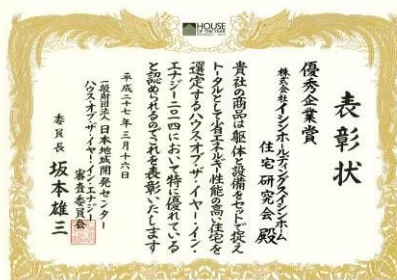 HOUSE
OF THE YEAR
表彰状
優秀企業賞
株式会社イシンホールディングスイシンホーム
住宅研究会 殿
貴社の商品は躯体と設備をセットで捉え
トータルとして省エネルギー性能の高い住宅を
選定するハウス・オブ・ザ・イヤー・イン・
エナジー二〇一四において特に優れている
と認められるのでこれを表彰いたします
平成二十七年三月十六日
一般財団法人 日本地域開発センター
ハウス・オブ・ザ・イヤー・イン・エナジー
審査委員会
委員長 坂本雄三